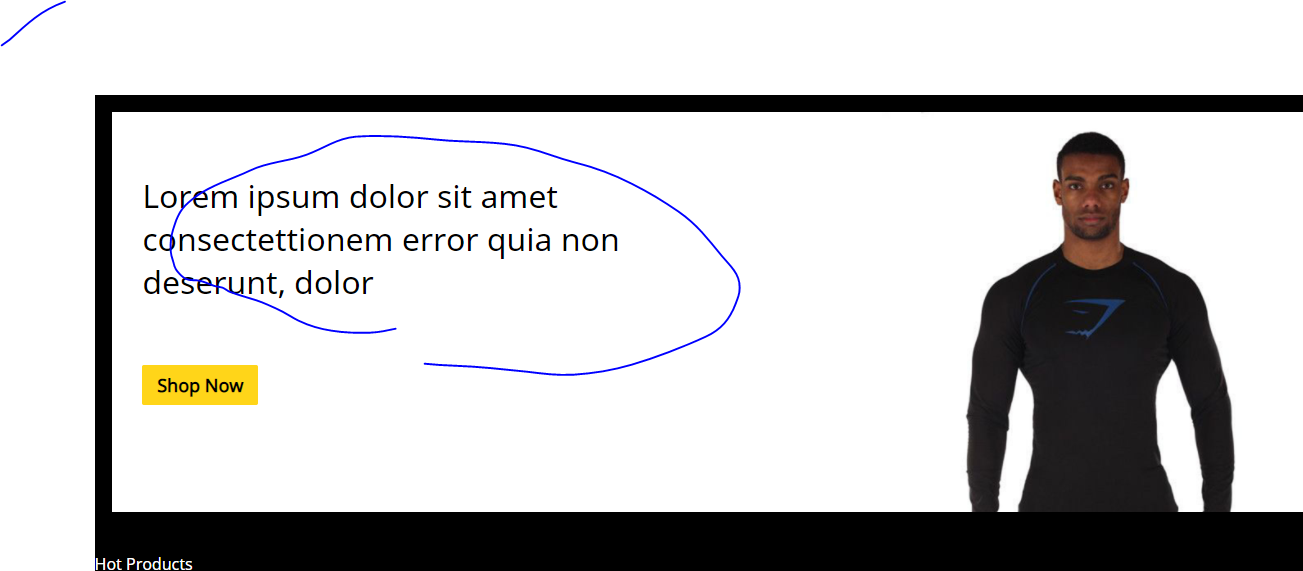 Lorem ipsum dolor sit amet
consectettionem error quia non
deserunt, dolor
Shop Now
Hot Products